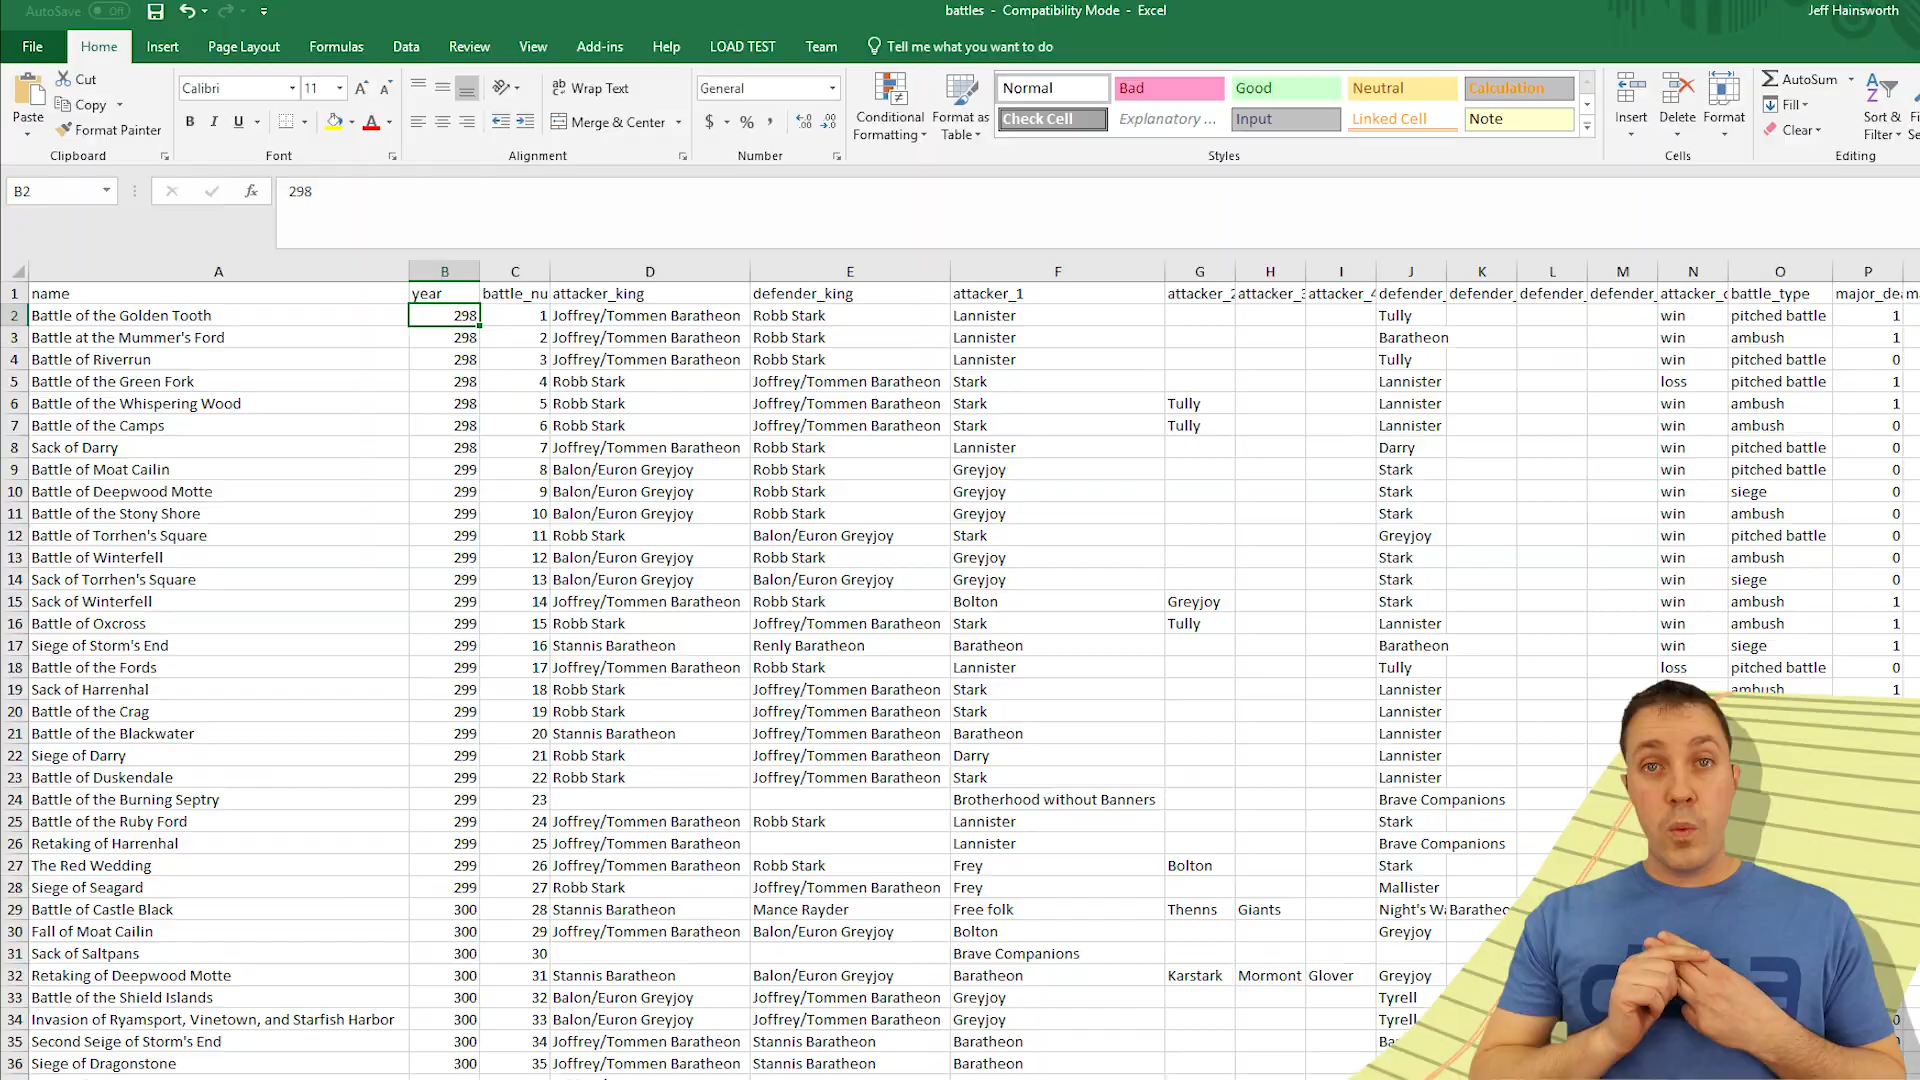 AutoSave Off battles - Compatibility Mode - Excel Jeff Hainsworth
File Home Insert Page Layout Formulas Data Review View Add-ins Help LOAD TEST Team Tell me what you want to do
Cut
Copy
Format Painter
Paste
Clipboard
Calibri 11
B I U
Font
Wrap Text
Merge & Center
Alignment
General
$ % ,
Number
Conditional Formatting
Format as Table
Normal Bad Good Neutral Calculation
Check Cell Explanatory ... Input Linked Cell Note
Styles
Insert Delete Format
Cells
AutoSum
Fill
Clear
Sort & Filter
Editing
B2 fx 298
A B C D E F G H I J K L M N O P
1 name year battle_nu attacker_king defender_king attacker_1 attacker_2 attacker_3 attacker_4 defender_ defender_ defender_ defender_ attacker_o battle_type major_dea
2 Battle of the Golden Tooth 298 1 Joffrey/Tommen Baratheon Robb Stark Lannister Tully win pitched battle 1
3 Battle at the Mummer's Ford 298 2 Joffrey/Tommen Baratheon Robb Stark Lannister Baratheon win ambush 1
4 Battle of Riverrun 298 3 Joffrey/Tommen Baratheon Robb Stark Lannister Tully win pitched battle 0
5 Battle of the Green Fork 298 4 Robb Stark Joffrey/Tommen Baratheon Stark Lannister loss pitched battle 1
6 Battle of the Whispering Wood 298 5 Robb Stark Joffrey/Tommen Baratheon Stark Tully Lannister win ambush 1
7 Battle of the Camps 298 6 Robb Stark Joffrey/Tommen Baratheon Stark Tully Lannister win ambush 0
8 Sack of Darry 298 7 Joffrey/Tommen Baratheon Robb Stark Lannister Darry win pitched battle 0
9 Battle of Moat Cailin 299 8 Balon/Euron Greyjoy Robb Stark Greyjoy Stark win pitched battle 0
10 Battle of Deepwood Motte 299 9 Balon/Euron Greyjoy Robb Stark Greyjoy Stark win siege 0
11 Battle of the Stony Shore 299 10 Balon/Euron Greyjoy Robb Stark Greyjoy Stark win ambush 0
12 Battle of Torrhen's Square 299 11 Robb Stark Balon/Euron Greyjoy Stark Greyjoy win pitched battle 0
13 Battle of Winterfell 299 12 Balon/Euron Greyjoy Robb Stark Greyjoy Stark win ambush 0
14 Sack of Torrhen's Square 299 13 Balon/Euron Greyjoy Balon/Euron Greyjoy Greyjoy Stark win siege 0
15 Sack of Winterfell 299 14 Joffrey/Tommen Baratheon Robb Stark Bolton Greyjoy Stark win ambush 1
16 Battle of Oxcross 299 15 Robb Stark Joffrey/Tommen Baratheon Stark Tully Lannister win ambush 1
17 Siege of Storm's End 299 16 Stannis Baratheon Renly Baratheon Baratheon Baratheon win siege 1
18 Battle of the Fords 299 17 Joffrey/Tommen Baratheon Robb Stark Lannister Tully loss pitched battle 0
19 Sack of Harrenhal 299 18 Robb Stark Joffrey/Tommen Baratheon Stark Lannister ambush 1
20 Battle of the Crag 299 19 Robb Stark Joffrey/Tommen Baratheon Stark Lannister
21 Battle of the Blackwater 299 20 Stannis Baratheon Joffrey/Tommen Baratheon Baratheon Lannister
22 Siege of Darry 299 21 Robb Stark Joffrey/Tommen Baratheon Darry Lannister
23 Battle of Duskendale 299 22 Robb Stark Joffrey/Tommen Baratheon Stark Lannister
24 Battle of the Burning Septry 299 23 Brotherhood without Banners Brave Companions
25 Battle of the Ruby Ford 299 24 Joffrey/Tommen Baratheon Robb Stark Lannister Stark
26 Retaking of Harrenhal 299 25 Joffrey/Tommen Baratheon Lannister Brave Companions
27 The Red Wedding 299 26 Joffrey/Tommen Baratheon Robb Stark Frey Bolton Stark
28 Siege of Seagard 299 27 Robb Stark Joffrey/Tommen Baratheon Frey Mallister
29 Battle of Castle Black 300 28 Stannis Baratheon Mance Rayder Free folk Thenns Giants Night's Wa Baratheo
30 Fall of Moat Cailin 300 29 Joffrey/Tommen Baratheon Balon/Euron Greyjoy Bolton Greyjoy
31 Sack of Saltpans 300 30 Brave Companions
32 Retaking of Deepwood Motte 300 31 Stannis Baratheon Balon/Euron Greyjoy Baratheon Karstark Mormont Glover Greyjoy
33 Battle of the Shield Islands 300 32 Balon/Euron Greyjoy Joffrey/Tommen Baratheon Greyjoy Tyrell
34 Invasion of Ryamsport, Vinetown, and Starfish Harbor 300 33 Balon/Euron Greyjoy Joffrey/Tommen Baratheon Greyjoy Tyrell 0
35 Second Seige of Storm's End 300 34 Joffrey/Tommen Baratheon Stannis Baratheon Baratheon Ba
36 Siege of Dragonstone 300 35 Joffrey/Tommen Baratheon Stannis Baratheon Baratheon